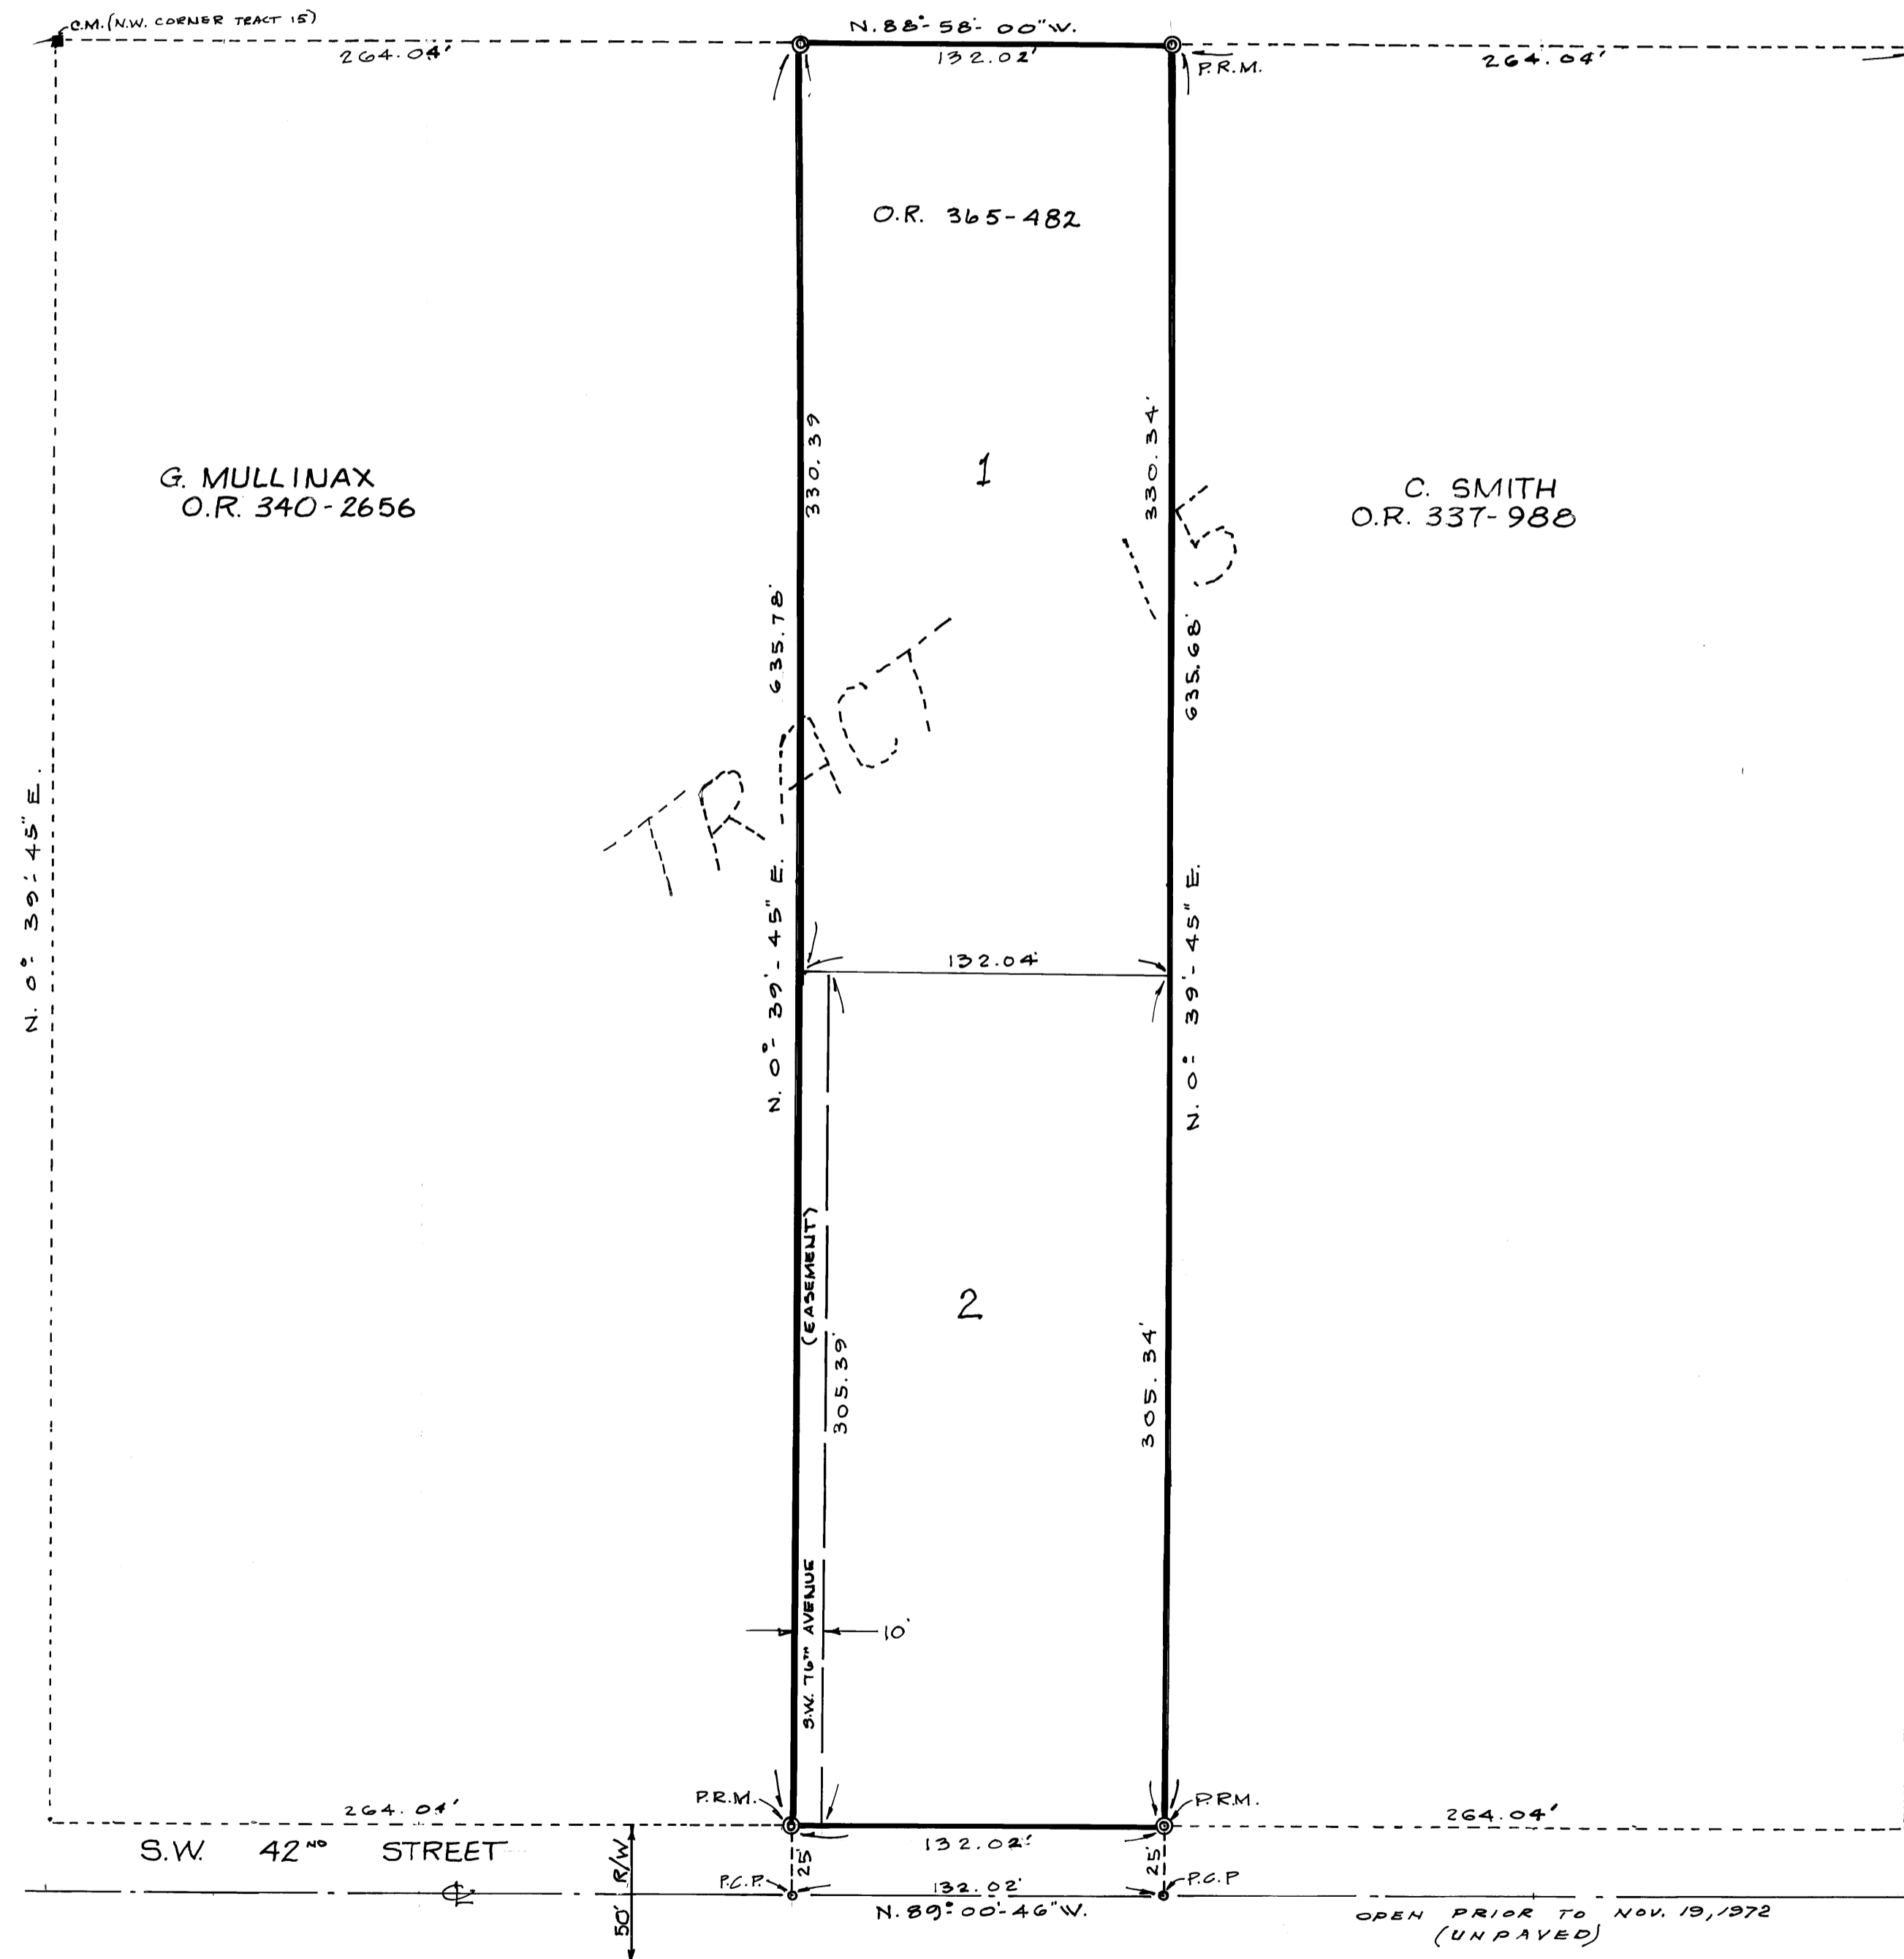 C.M. (N.W. CORNER TRACT 15)
N. 88°- 58'- 00" W.
264.04'
132.02'
264.04'
P.R.M.
O.R. 365-482
330.39
1
330.34'
G. MULLINAX
O.R. 340-2656
C. SMITH
O.R. 337-988
TRACT 15
635.78'
635.68'
N. 0°- 39'- 45" E.
N. 0°- 39'- 45" E.
N. 0°- 39'- 45" E.
132.04'
(EASEMENT)
2
305.39'
305.34'
S.W. 76TH AVENUE
10'
P.R.M.
P.R.M.
264.04'
264.04'
132.02'
S.W. 42ND STREET
50' R/W
25'
25'
P.C.P.
P.C.P
℄
132.02'
N. 89°- 00'- 46" W.
OPEN PRIOR TO NOV. 19, 1972
(UNPAVED)